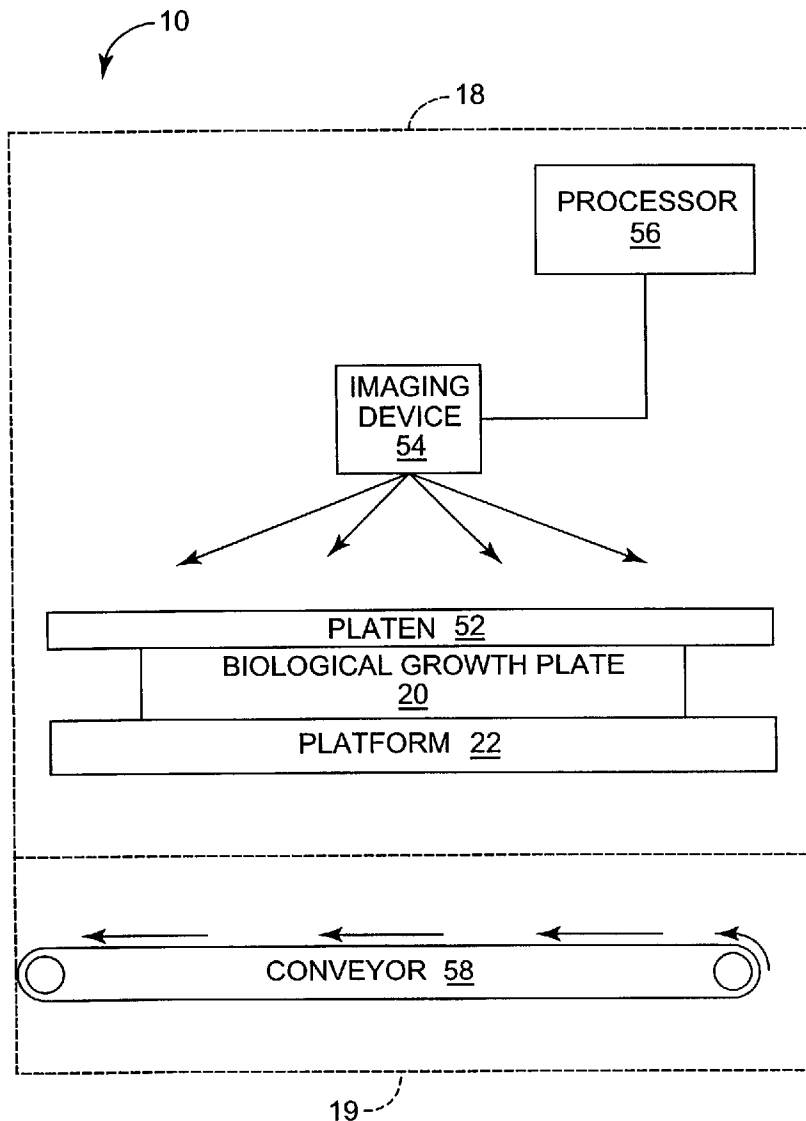 10
18
PROCESSOR
56
IMAGING
DEVICE
54
PLATEN 52
BIOLOGICAL GROWTH PLATE
20
PLATFORM 22
CONVEYOR 58
19